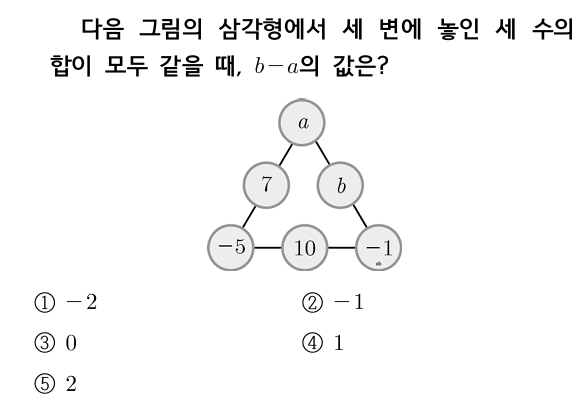 다음 그림의 삼각형에서 세 변에 놓인 세 수의
합이 모두 같을 때, b-a의 값은?
a
7 b
-5 10 -1
① -2 ② -1
③ 0 ④ 1
⑤ 2